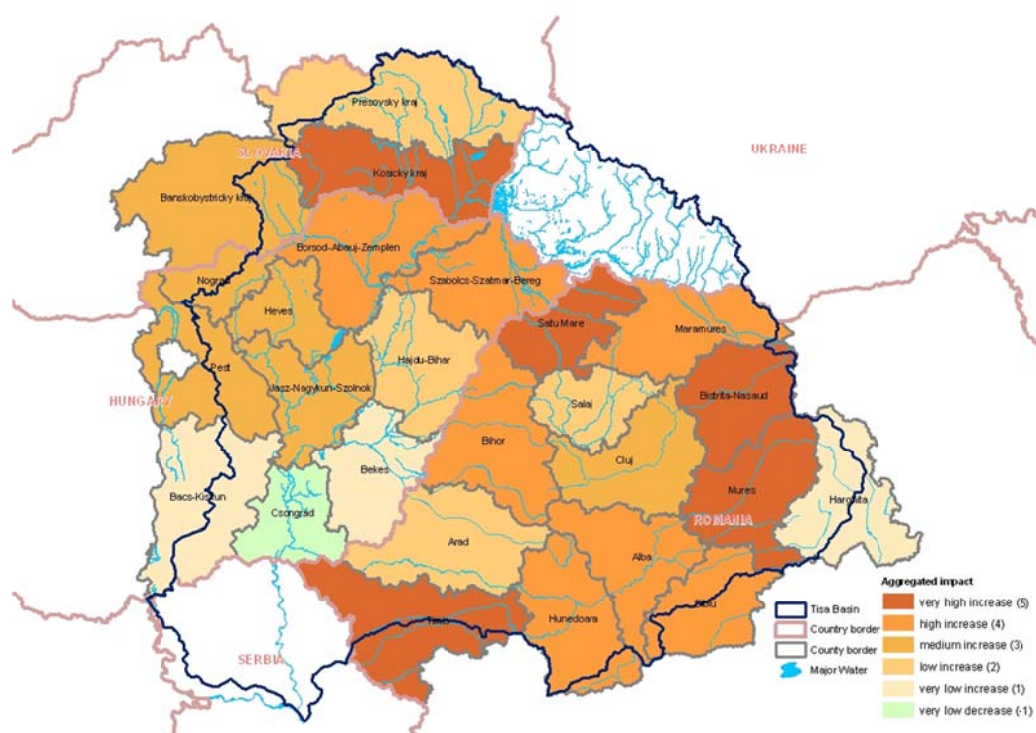 Presovsky kraj
UKRAINE
SLOVAKIA
Kosicky kraj
Banskobystricky kraj
Borsod-Abauj-Zemplen
Nograd
Szabolcs-Szatmar-Bereg
Heves
Satu Mare
Maramures
Hajdu-Bihar
Pest
Jasz-Nagykun-Szolnok
Bistrita-Nasaud
HUNGARY
Salaj
Bihor
Cluj
Bekes
Mures
Bacs-Kiskun
Harghita
Csongrád
ROMANIA
Arad
Alba
Timis
Hunedoara
Sibiu
SERBIA
Aggregated impact
very high increase (5)
high increase (4)
medium increase (3)
low increase (2)
very low increase (1)
very low decrease (-1)
Tisa Basin
Country border
County border
Major Water